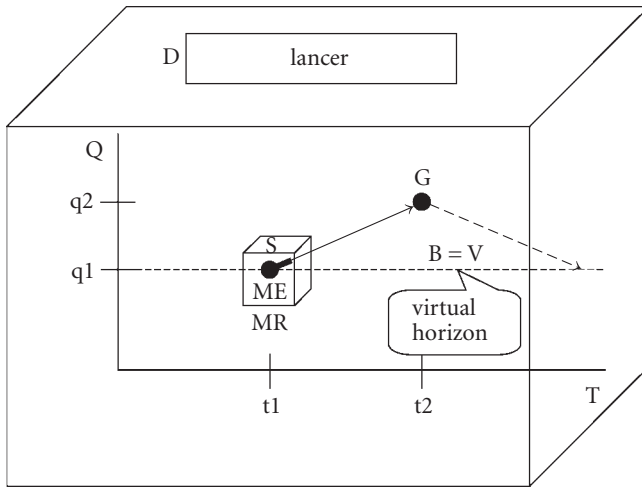 D
lancer
Q
q2
G
S
q1
B = V
ME
MR
virtual
horizon
T
t1
t2